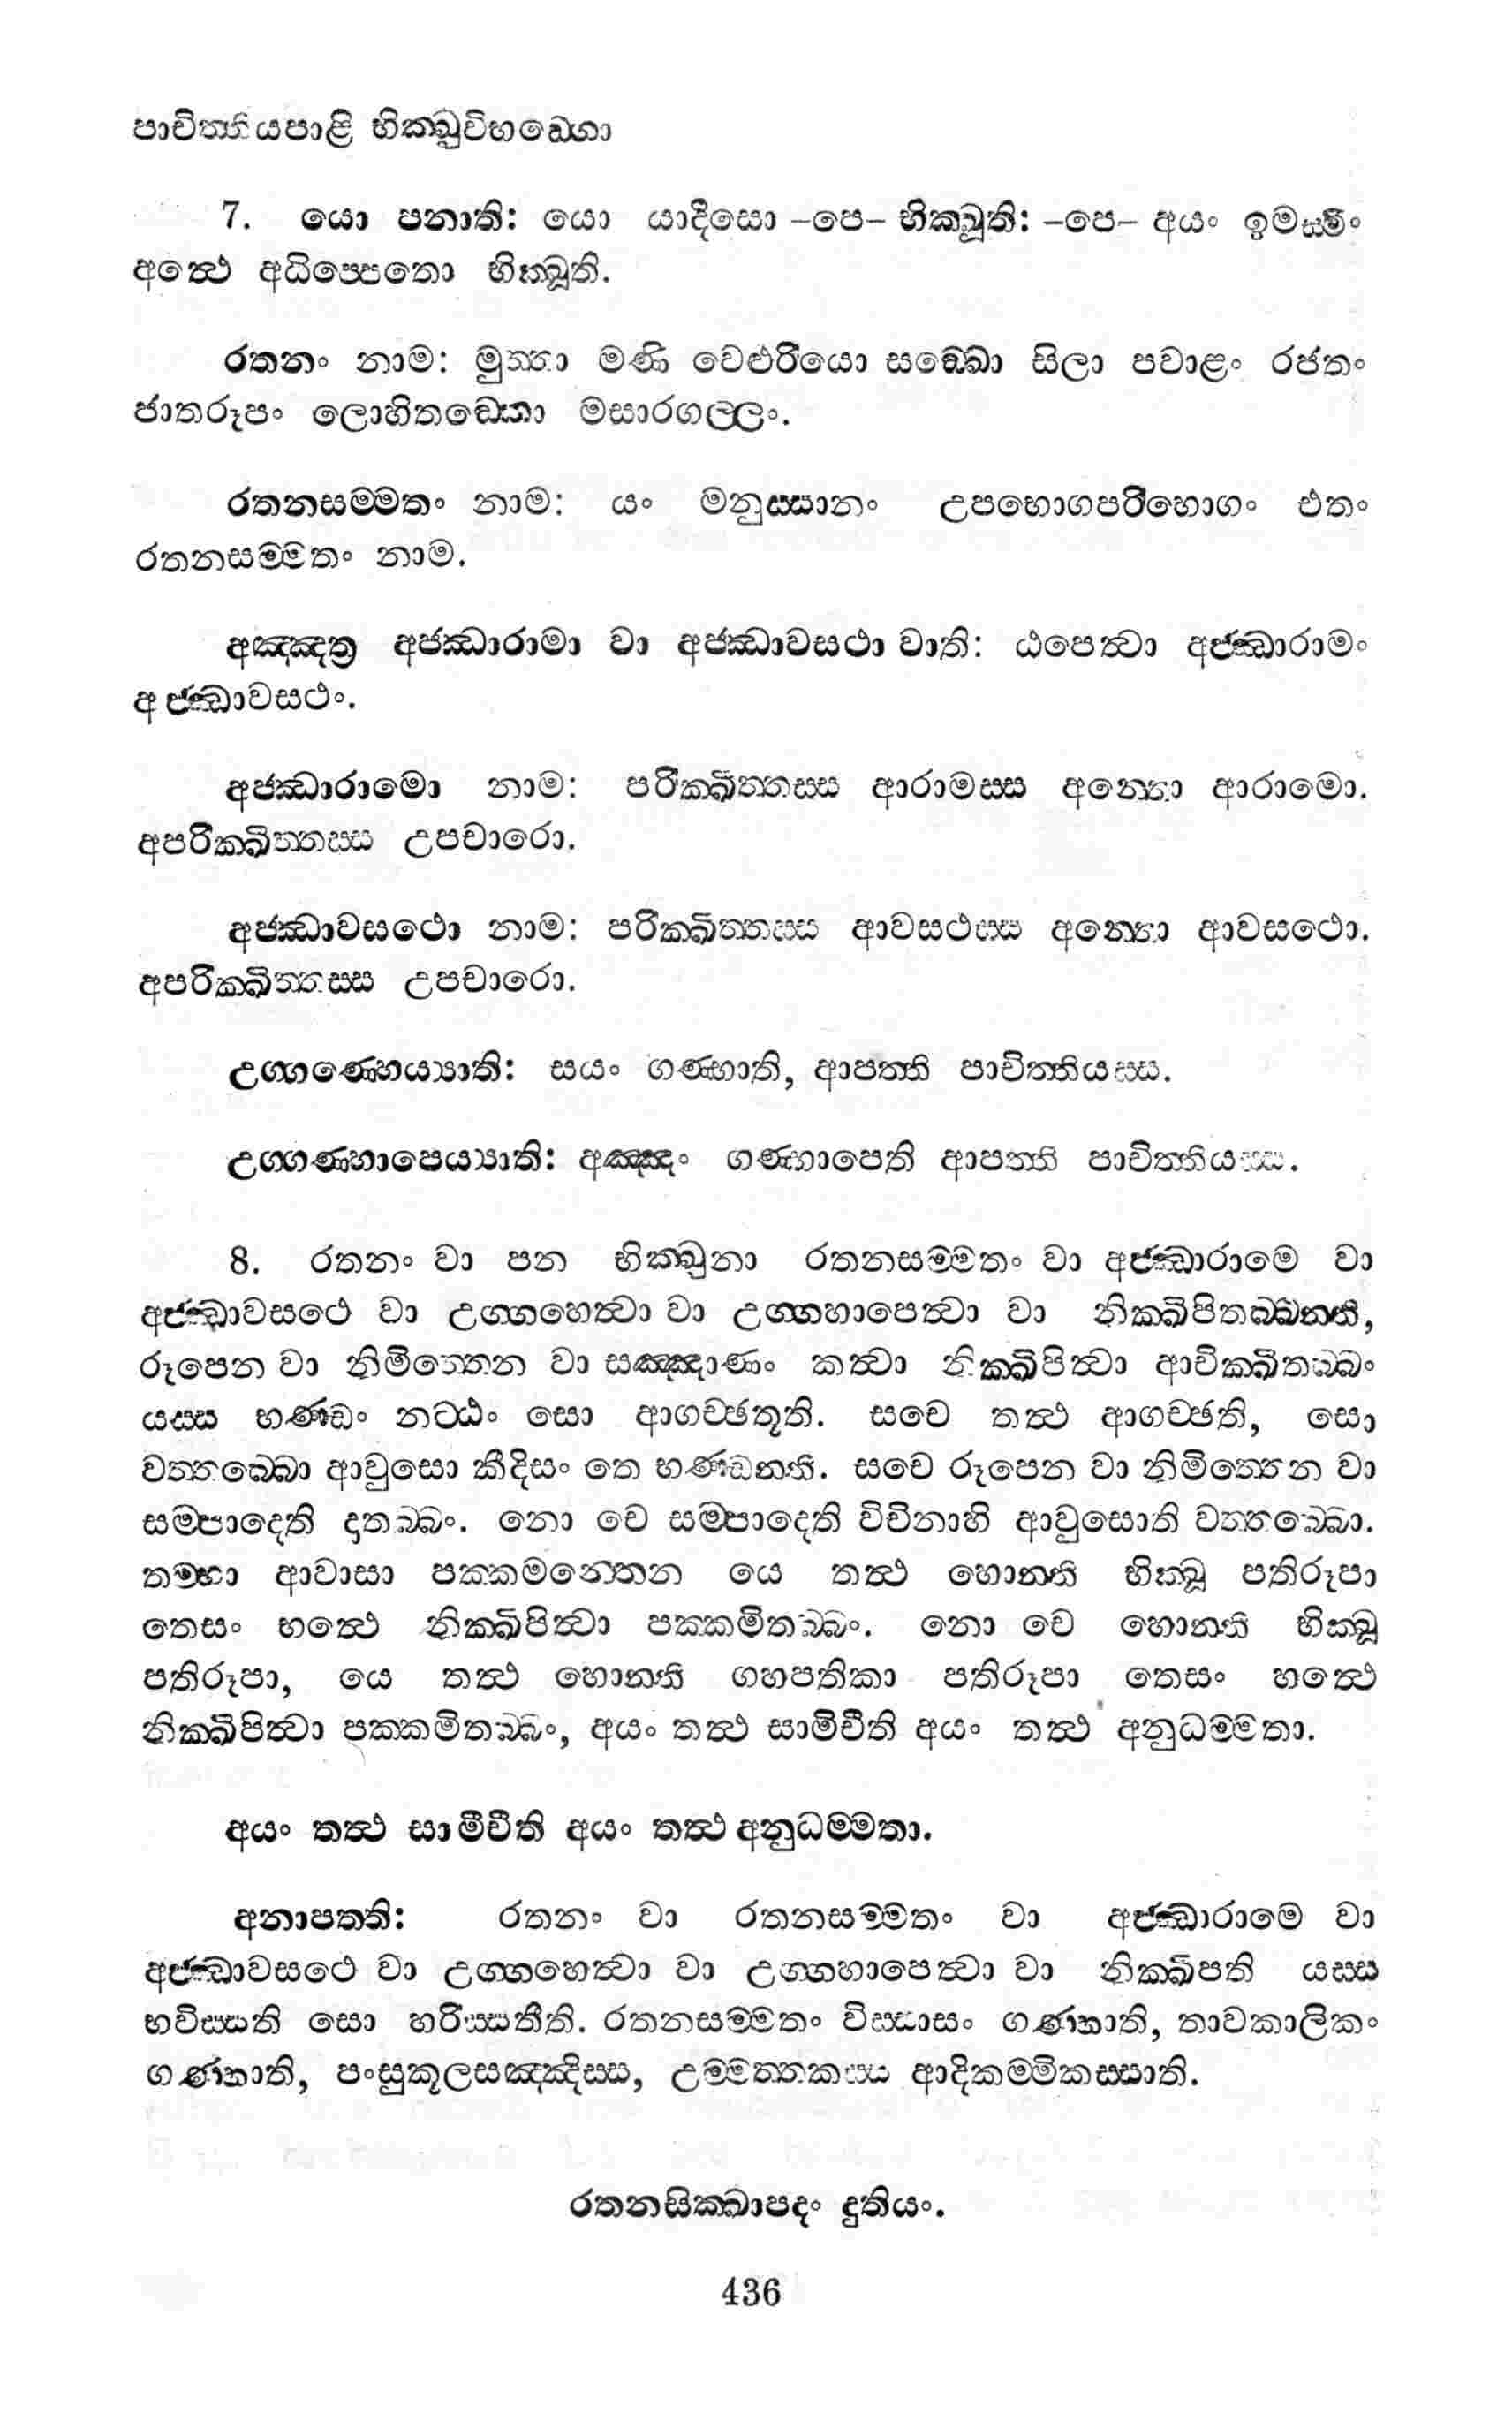 පාචිත්තියපාළි භික්ඛුවිභඞ්ගො
7. යො පනාති: යො යාදිසො –පෙ– භික්ඛූති: –පෙ– අයං ඉමස්මිං
අත්ථෙ අධිප්පෙතො භික්ඛූති.
රතනං නාම: මුත්තා මණි වෙළුරියො සඞ්ඛො සිලා පවාළං රජතං
ජාතරූපං ලොහිතඞ්කො මසාරගල්ලං.
රතනසම්මතං නාම: යං මනුස්සානං උපභොගපරිභොගං එතං
රතනසම්මතං නාම.
අඤ්ඤත්‍ර අජ්ඣාරාමා වා අජ්ඣාවසථා වාති: ඨපෙත්වා අජ්ඣාරාමං
අජ්ඣාවසථං.
අජ්ඣාරාමො නාම: පරික්ඛිත්තස්ස ආරාමස්ස අන්තො ආරාමො.
අපරික්ඛිත්තස්ස උපචාරො.
අජ්ඣාවසථො නාම: පරික්ඛිත්තස්ස ආවසථස්ස අන්තො ආවසථො.
අපරික්ඛිත්තස්ස උපචාරො.
උග්ගණ්හෙය්‍යාති: සයං ගණ්හාති, ආපත්ති පාචිත්තියස්ස.
උග්ගණ්හාපෙය්‍යාති: අඤ්ඤං ගණ්හාපෙති ආපත්ති පාචිත්තියස්ස.
8. රතනං වා පන භික්ඛුනා රතනසම්මතං වා අජ්ඣාරාමෙ වා
අජ්ඣාවසථෙ වා උග්ගහෙත්වා වා උග්ගහාපෙත්වා වා නික්ඛිපිතබ්බන්ති,
රූපෙන වා නිමිත්තෙන වා සඤ්ඤාණං කත්වා නික්ඛිපිත්වා ආචික්ඛිතබ්බං
යස්ස භණ්ඩං නට්ඨං සො ආගච්ඡතූති. සචෙ තත්ථ ආගච්ඡති, සො
වත්තබ්බො ආවුසො කීදිසං තෙ භණ්ඩන්ති. සචෙ රූපෙන වා නිමිත්තෙන වා
සම්පාදෙති දාතබ්බං. නො චෙ සම්පාදෙති විචිනාහි ආවුසොති වත්තබ්බො.
තම්හා ආවාසා පක්කමන්තෙන යෙ තත්ථ හොන්ති භික්ඛූ පතිරූපා
තෙසං හත්ථෙ නික්ඛිපිත්වා පක්කමිතබ්බං. නො චෙ හොන්ති භික්ඛූ
පතිරූපා, යෙ තත්ථ හොන්ති ගහපතිකා පතිරූපා තෙසං හත්ථෙ
නික්ඛිපිත්වා පක්කමිතබ්බං, අයං තත්ථ සාමිචීති අයං තත්ථ අනුධම්මතා.
අයං තත්ථ සාමීචීති අයං තත්ථ අනුධම්මතා.
අනාපත්ති: රතනං වා රතනසම්මතං වා අජ්ඣාරාමෙ වා
අජ්ඣාවසථෙ වා උග්ගහෙත්වා වා උග්ගහාපෙත්වා වා නික්ඛිපති යස්ස
භවිස්සති සො හරිස්සතීති. රතනසම්මතං විස්සාසං ගණ්හාති, තාවකාලිකං
ගණ්හාති, පංසුකූලසඤ්ඤිස්ස, උම්මත්තකස්ස ආදිකම්මිකස්සාති.
රතනසික්ඛාපදං දුතියං.
436